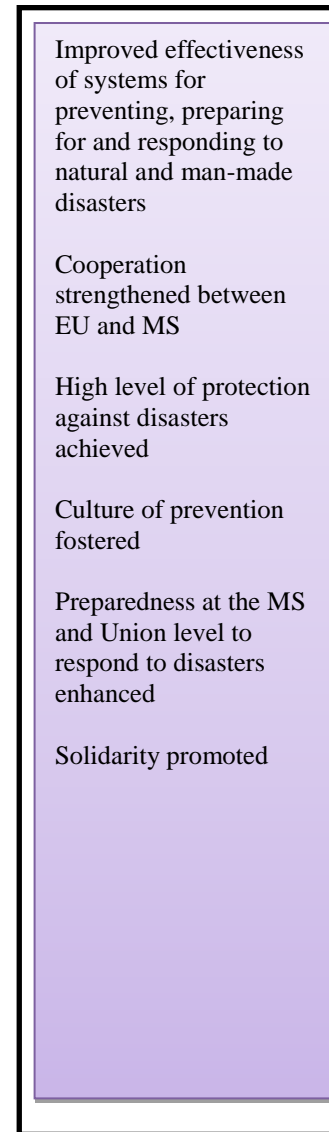 Improved effectiveness
of systems for
preventing, preparing
for and responding to
natural and man-made
disasters
Cooperation
strengthened between
EU and MS
High level of protection
against disasters
achieved
Culture of prevention
fostered
Preparedness at the MS
and Union level to
respond to disasters
enhanced
Solidarity promoted